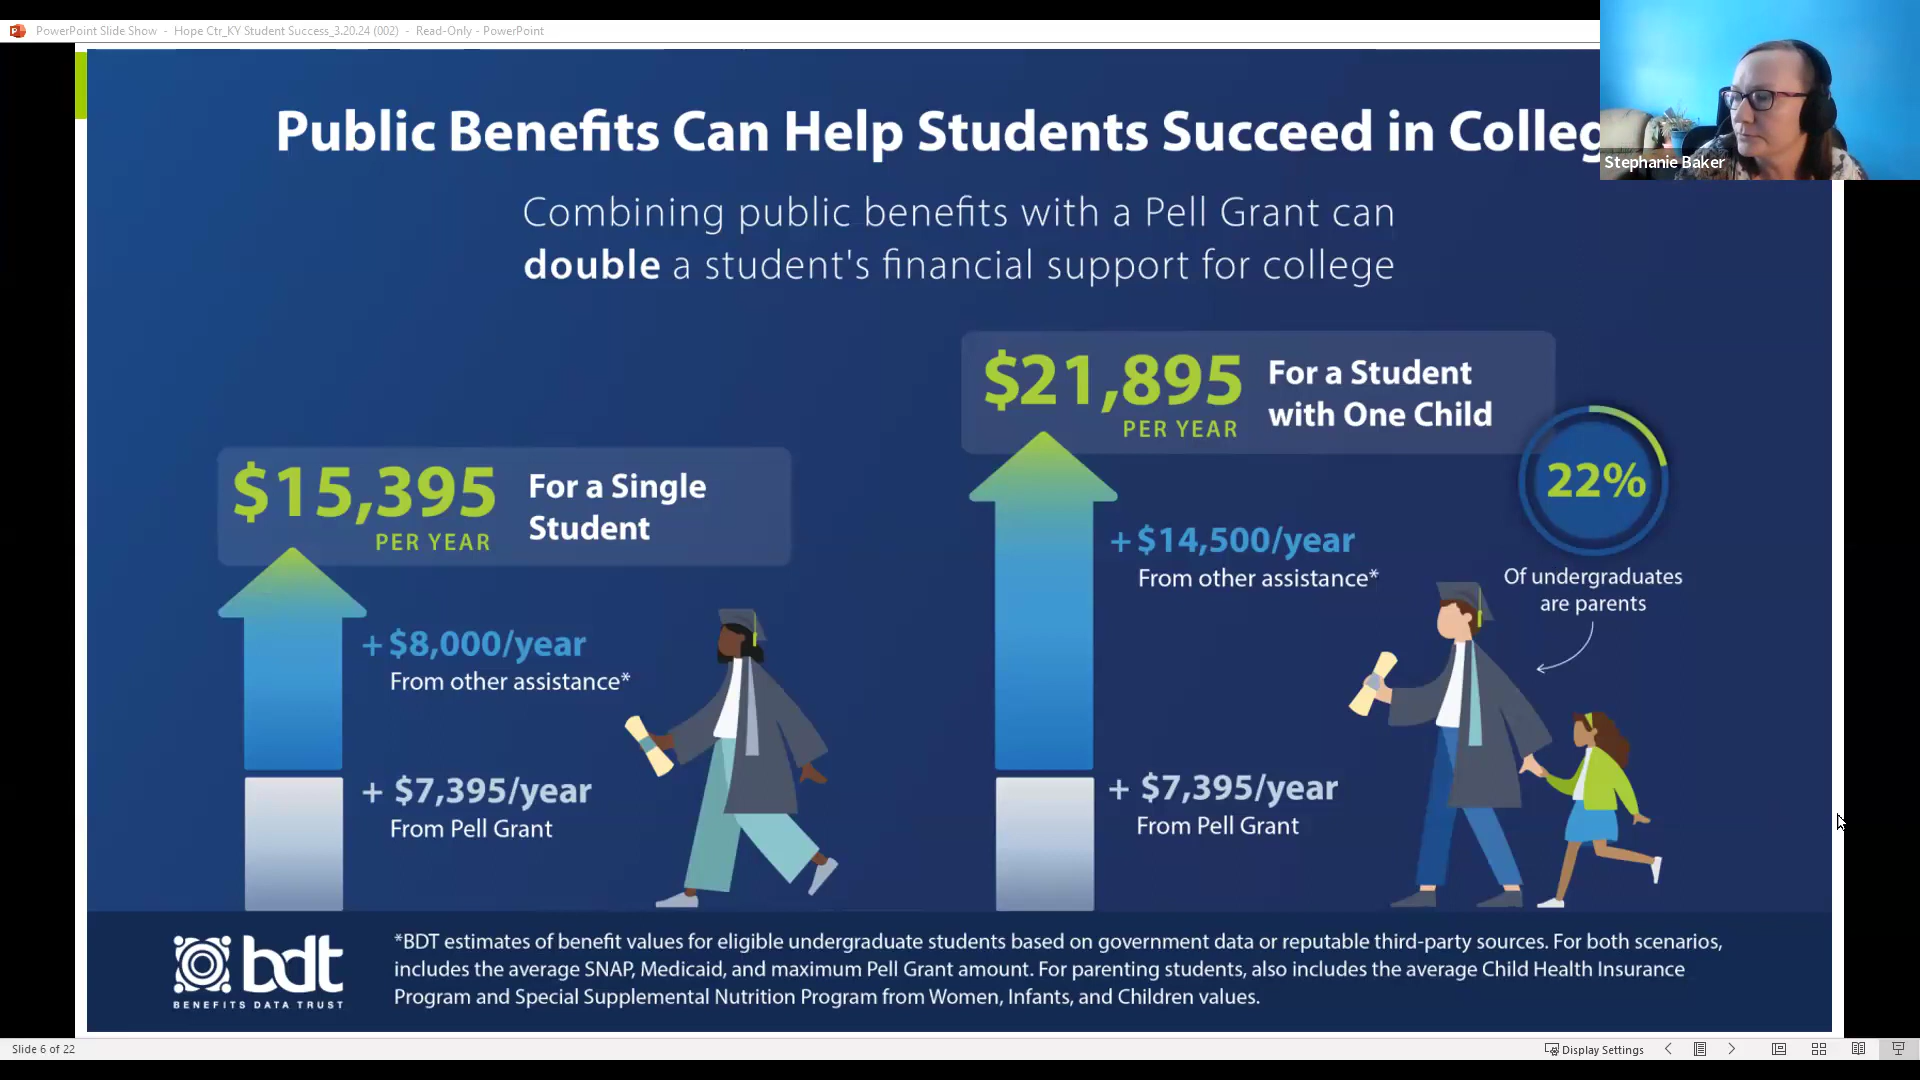 PowerPoint Slide Show - Hope Ctr_KY Student Success_3.20.24 (002) - Read-Only - PowerPoint
Public Benefits Can Help Students Succeed in Colleg
Stephanie Baker
Combining public benefits with a Pell Grant can
double a student's financial support for college
$21,895
PER YEAR
For a Student
with One Child
$15,395
PER YEAR
For a Single
Student
22%
Of undergraduates
are parents
+ $14,500/year
From other assistance*
+ $8,000/year
From other assistance*
+ $7,395/year
From Pell Grant
+ $7,395/year
From Pell Grant
bdt
BENEFITS DATA TRUST
*BDT estimates of benefit values for eligible undergraduate students based on government data or reputable third-party sources. For both scenarios,
includes the average SNAP, Medicaid, and maximum Pell Grant amount. For parenting students, also includes the average Child Health Insurance
Program and Special Supplemental Nutrition Program from Women, Infants, and Children values.
Slide 6 of 22
Display Settings